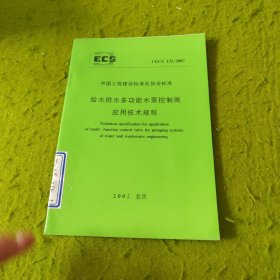 ECS
CECS 132:2002
中国工程建设标准化协会标准
给水排水多功能水泵控制阀
应用技术规程
Technical specification for application
of multi-function control valve for pumping systems
of water and wastewater engineering
2002 北京